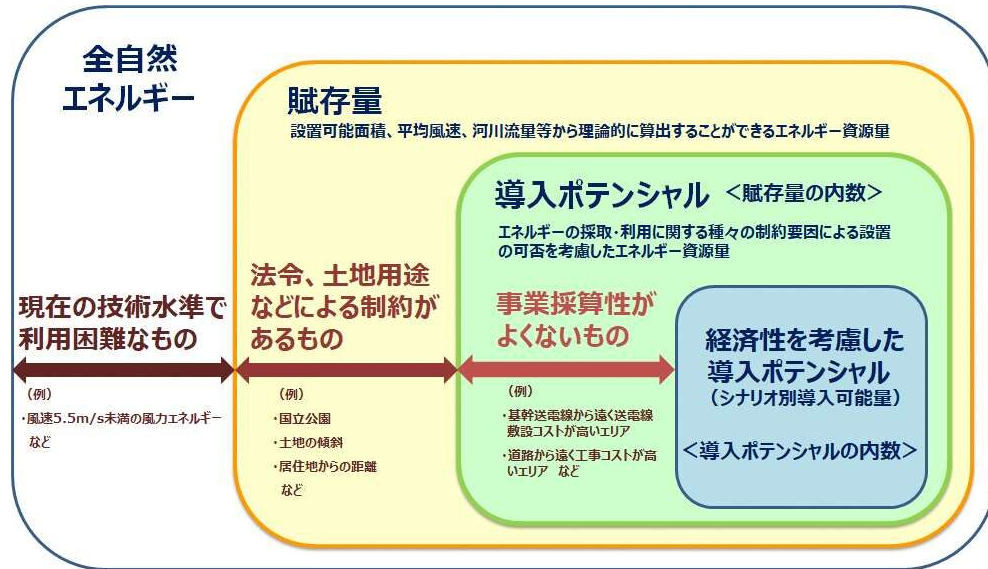 全自然
エネルギー
賦存量
設置可能面積、平均風速、河川流量等から理論的に算出することができるエネルギー資源量
導入ポテンシャル ＜賦存量の内数＞
エネルギーの採取・利用に関する種々の制約要因による設置
の可否を考慮したエネルギー資源量
現在の技術水準で
利用困難なもの
（例）
・風速5.5m/s未満の風力エネルギー
など
法令、土地用途
などによる制約が
あるもの
（例）
・国立公園
・土地の傾斜
・居住地からの距離
など
事業採算性が
よくないもの
（例）
・基幹送電線から遠く送電線
敷設コストが高いエリア
・道路から遠く工事コストが高
いエリア など
経済性を考慮した
導入ポテンシャル
（シナリオ別導入可能量）
＜導入ポテンシャルの内数＞